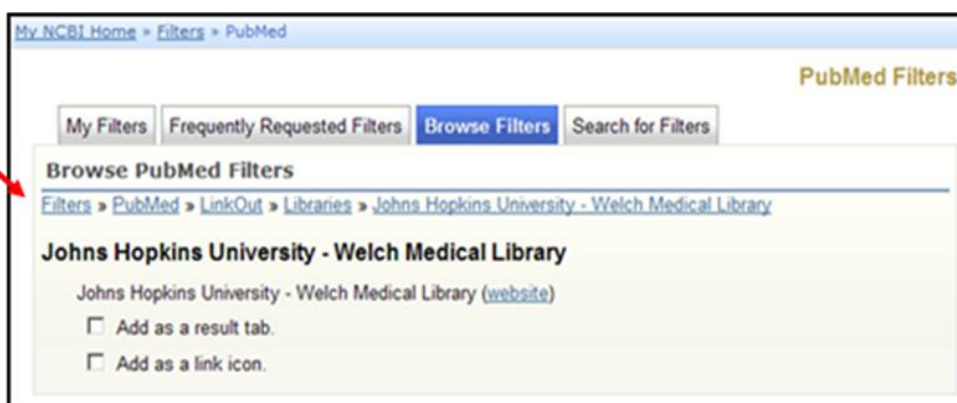 My NCBI Home » Filters » PubMed
PubMed Filters
My Filters Frequently Requested Filters Browse Filters Search for Filters
Browse PubMed Filters
Filters » PubMed » LinkOut » Libraries » Johns Hopkins University - Welch Medical Library
Johns Hopkins University - Welch Medical Library
Johns Hopkins University - Welch Medical Library (website)
Add as a result tab.
Add as a link icon.